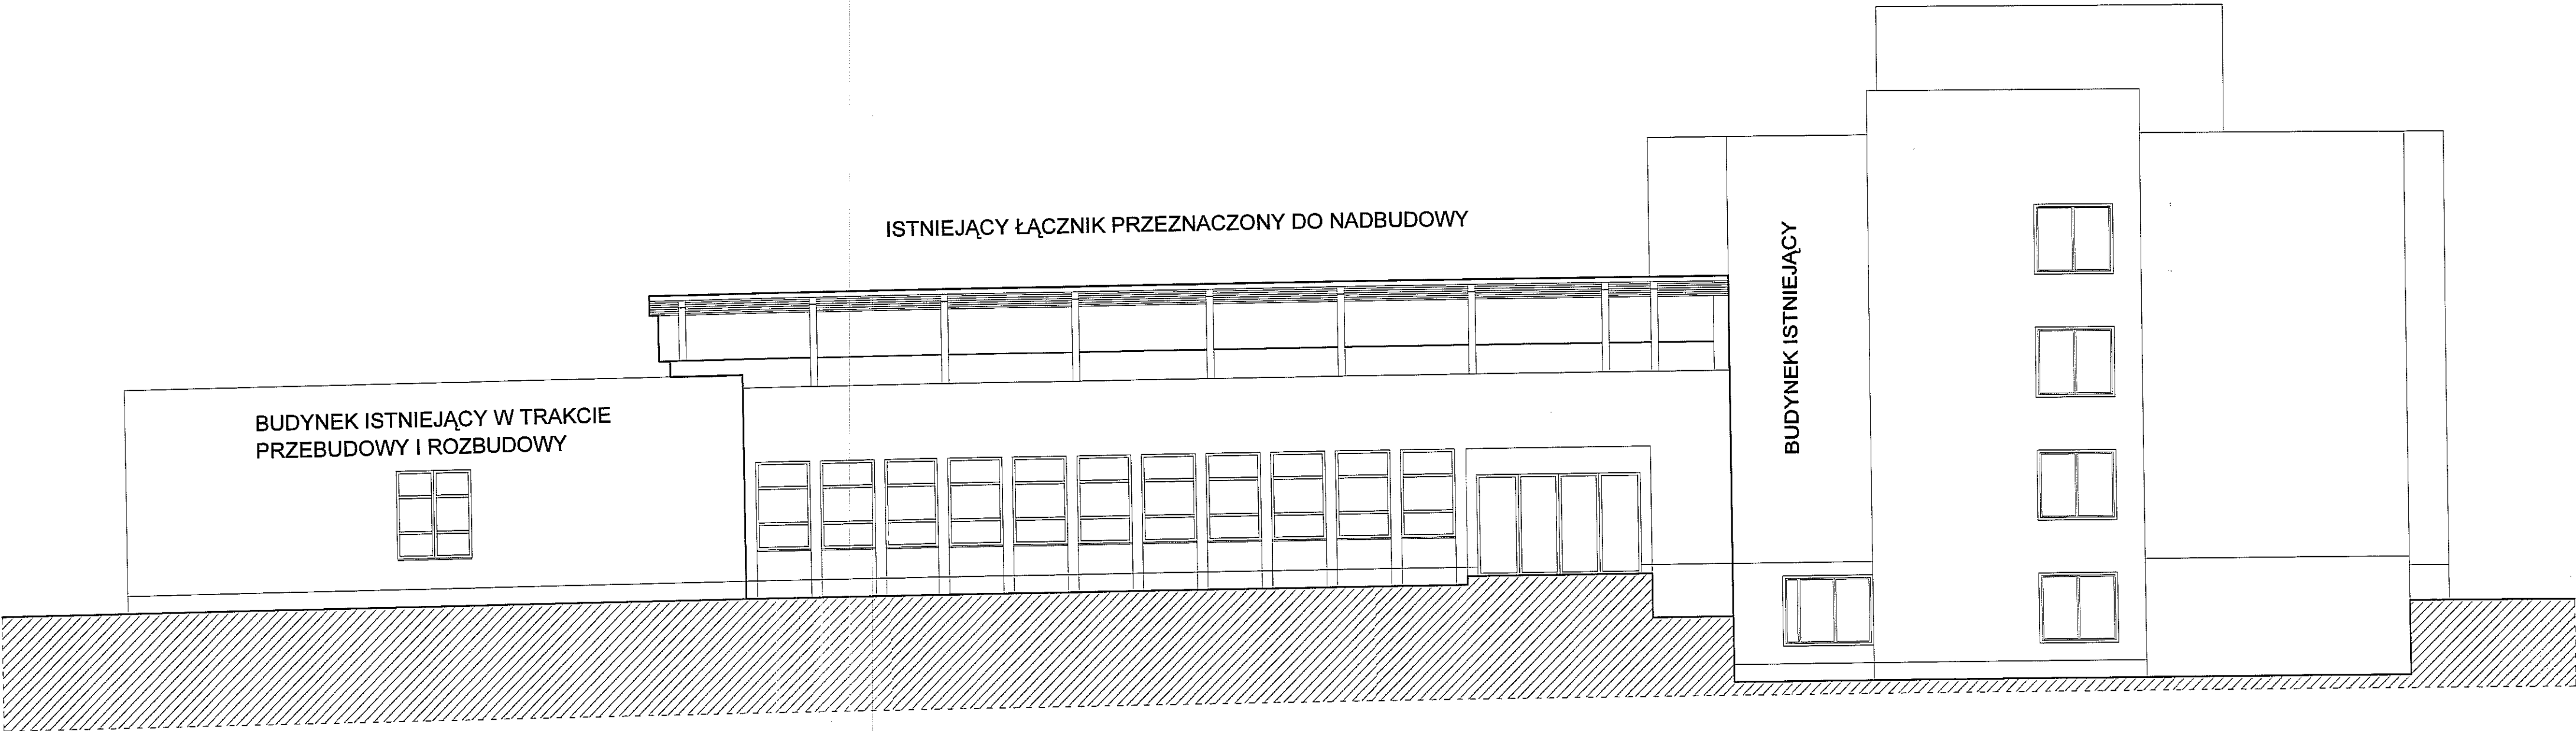 ISTNIEJĄCY ŁĄCZNIK PRZEZNACZONY DO NADBUDOWY
BUDYNEK ISTNIEJĄCY W TRAKCIE
PRZEBUDOWY I ROZBUDOWY
BUDYNEK ISTNIEJĄCY